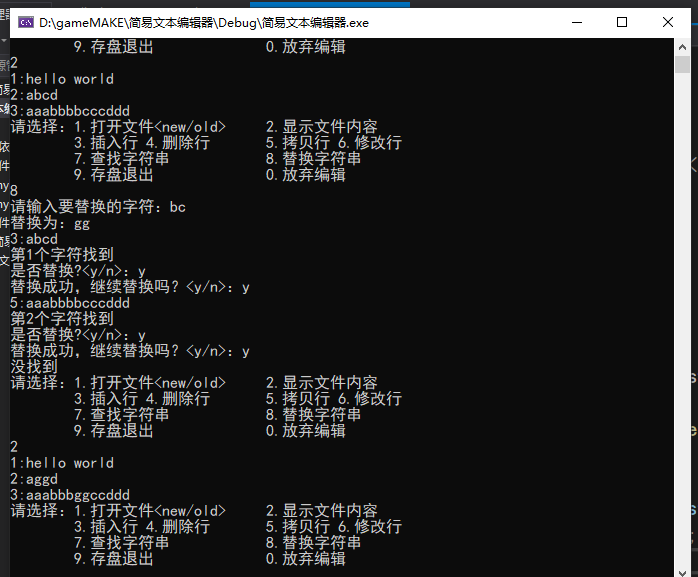 D:\gameMAKE\简易文本编辑器\Debug\简易文本编辑器.exe
9.存盘退出 0.放弃编辑
2
1:hello world
2:abcd
3:aaabbbbcccddd
请选择: 1.打开文件<new/old> 2.显示文件内容
3.插入行 4.删除行 5.拷贝行 6.修改行
7.查找字符串 8.替换字符串
9.存盘退出 0.放弃编辑
8
请输入要替换的字符: bc
替换为: gg
3:abcd
第1个字符找到
是否替换?<y/n>: y
替换成功, 继续替换吗? <y/n>: y
5:aaabbbbcccddd
第2个字符找到
是否替换?<y/n>: y
替换成功, 继续替换吗? <y/n>: y
没找到
请选择: 1.打开文件<new/old> 2.显示文件内容
3.插入行 4.删除行 5.拷贝行 6.修改行
7.查找字符串 8.替换字符串
9.存盘退出 0.放弃编辑
2
1:hello world
2:aggd
3:aaabbbggccddd
请选择: 1.打开文件<new/old> 2.显示文件内容
3.插入行 4.删除行 5.拷贝行 6.修改行
7.查找字符串 8.替换字符串
9.存盘退出 0.放弃编辑